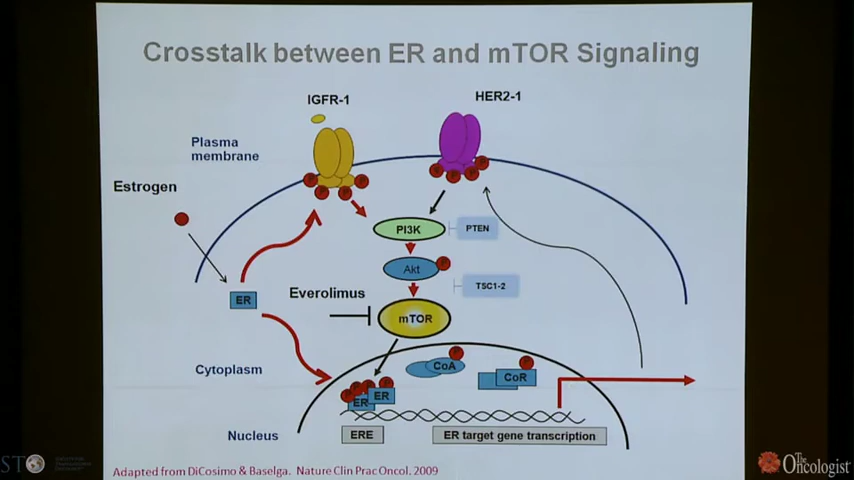 Crosstalk between ER and mTOR Signaling
IGFR-1
HER2-1
Plasma
membrane
Estrogen
P P P P
P P P P
PI3K
PTEN
Akt
P
TSC1-2
ER
Everolimus
mTOR
Cytoplasm
CoA
P
CoR
P
P P P P
ER ER
Nucleus
ERE
ER target gene transcription
Adapted from DiCosimo & Baselga. Nature Clin Prac Oncol. 2009
The
Oncologist